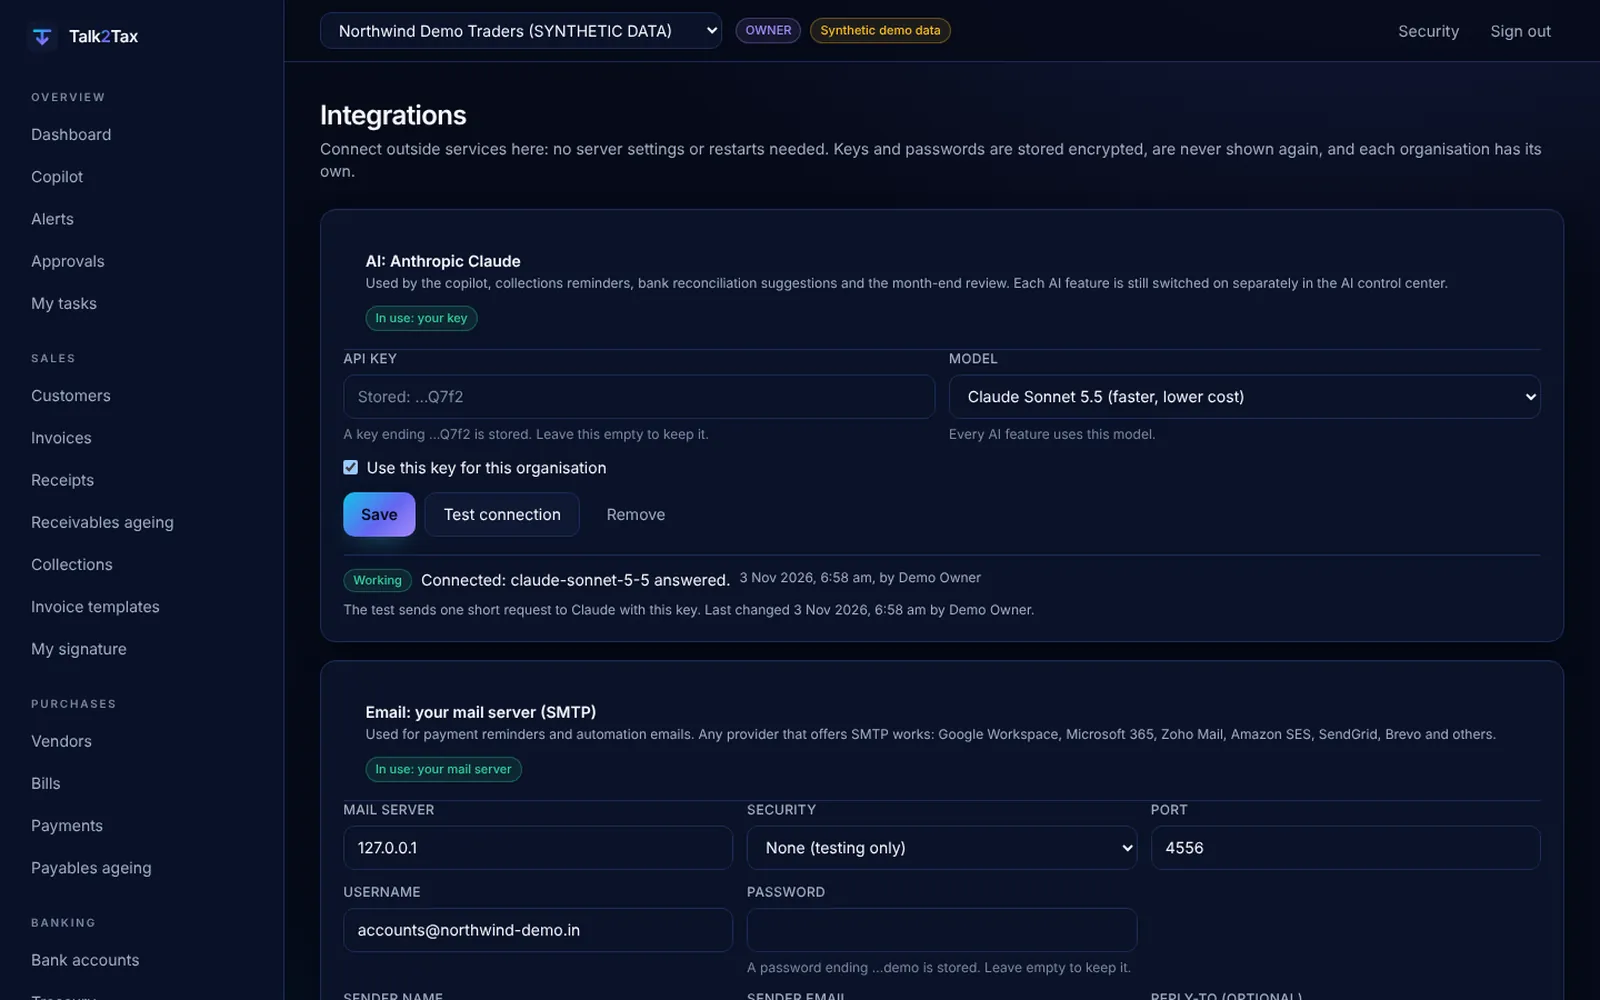 Talk2Tax
Northwind Demo Traders (SYNTHETIC DATA)
OWNER
Synthetic demo data
Security
Sign out
OVERVIEW
Dashboard
Copilot
Alerts
Approvals
My tasks
SALES
Customers
Invoices
Receipts
Receivables ageing
Collections
Invoice templates
My signature
PURCHASES
Vendors
Bills
Payments
Payables ageing
BANKING
Bank accounts
Treasury
Integrations
Connect outside services here: no server settings or restarts needed. Keys and passwords are stored encrypted, are never shown again, and each organisation has its
own.
AI: Anthropic Claude
Used by the copilot, collections reminders, bank reconciliation suggestions and the month-end review. Each AI feature is still switched on separately in the AI control center.
In use: your key
API KEY
MODEL
Stored: ...Q7f2
Claude Sonnet 5.5 (faster, lower cost)
A key ending ...Q7f2 is stored. Leave this empty to keep it.
Every AI feature uses this model.
Use this key for this organisation
Save
Test connection
Remove
Working
Connected: claude-sonnet-5-5 answered.
3 Nov 2026, 6:58 am, by Demo Owner
The test sends one short request to Claude with this key. Last changed 3 Nov 2026, 6:58 am by Demo Owner.
Email: your mail server (SMTP)
Used for payment reminders and automation emails. Any provider that offers SMTP works: Google Workspace, Microsoft 365, Zoho Mail, Amazon SES, SendGrid, Brevo and others.
In use: your mail server
MAIL SERVER
SECURITY
PORT
127.0.0.1
None (testing only)
4556
USERNAME
PASSWORD
accounts@northwind-demo.in
A password ending ...demo is stored. Leave empty to keep it.
SENDER NAME
SENDER EMAIL
REPLY-TO (OPTIONAL)